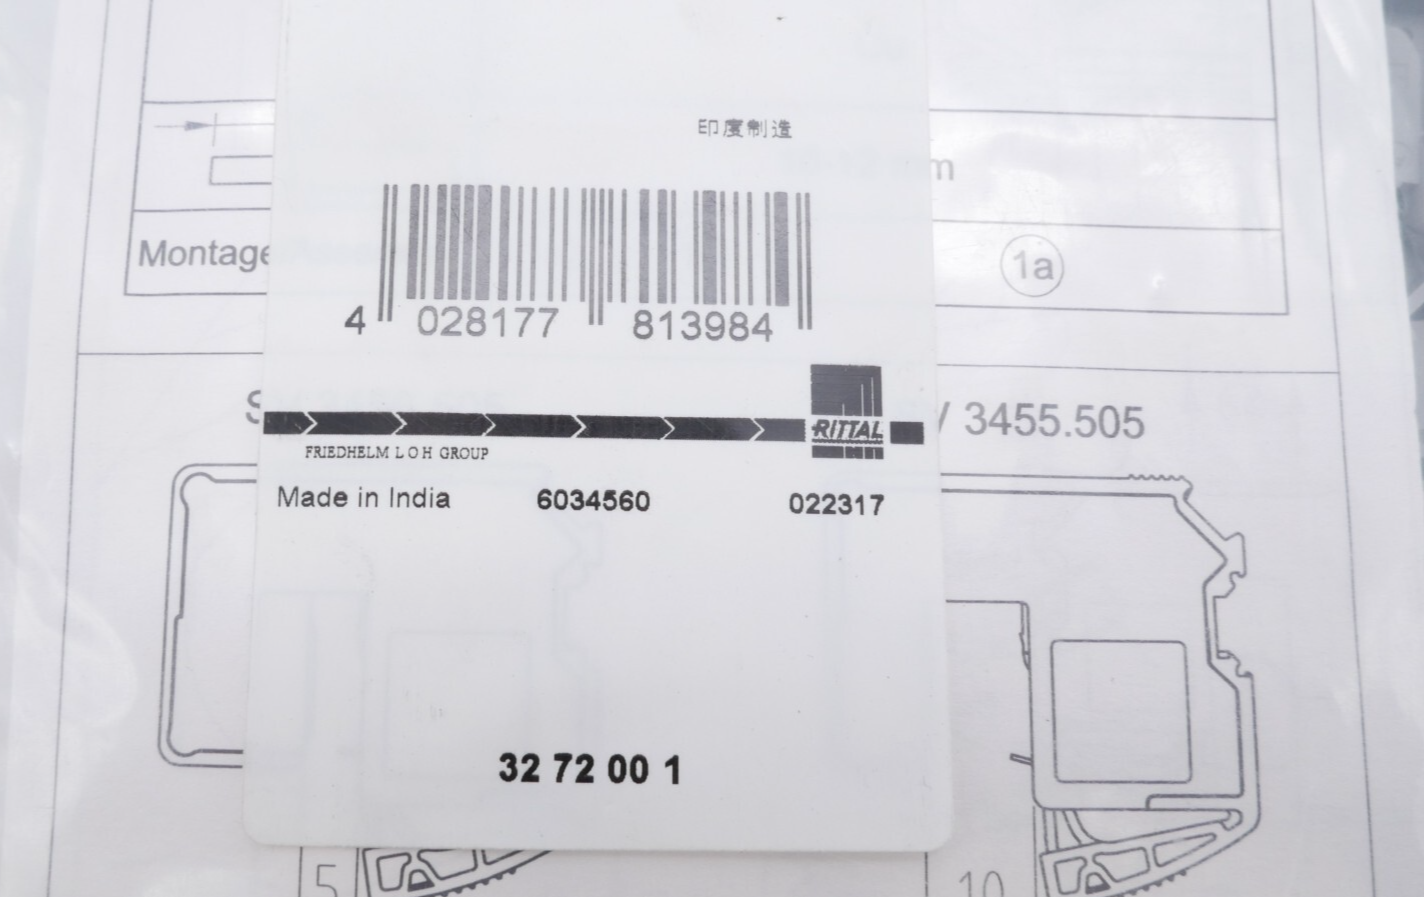 印度制造
m
Montage
1a
4 028177 813984
S
/ 3455.505
RITTAL
FRIEDHELM L O H GROUP
Made in India 6034560 022317
32 72 00 1
5
10